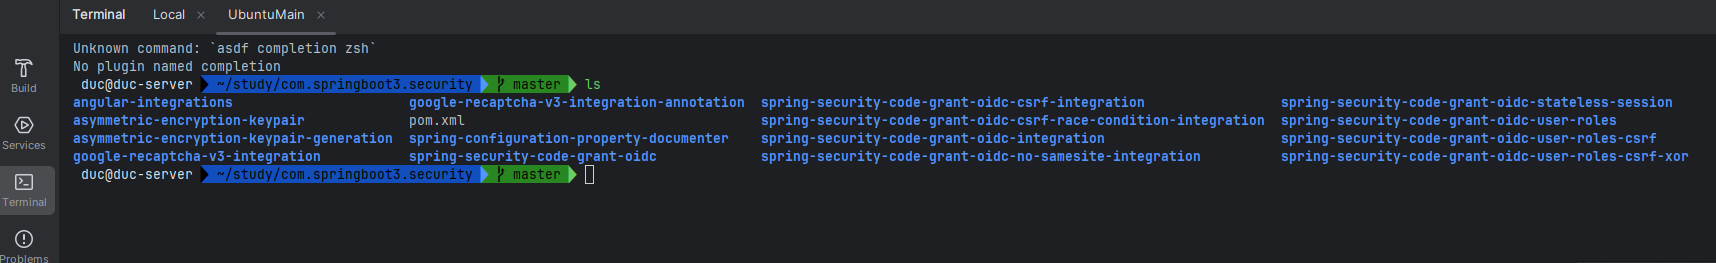 Terminal Local × UbuntuMain ×
Unknown command: `asdf completion zsh`
No plugin named completion
duc@duc-server ~/study/com.springboot3.security master ls
angular-integrations google-recaptcha-v3-integration-annotation spring-security-code-grant-oidc-csrf-integration spring-security-code-grant-oidc-stateless-session
asymmetric-encryption-keypair pom.xml spring-security-code-grant-oidc-csrf-race-condition-integration spring-security-code-grant-oidc-user-roles
asymmetric-encryption-keypair-generation spring-configuration-property-documenter spring-security-code-grant-oidc-integration spring-security-code-grant-oidc-user-roles-csrf
google-recaptcha-v3-integration spring-security-code-grant-oidc spring-security-code-grant-oidc-no-samesite-integration spring-security-code-grant-oidc-user-roles-csrf-xor
duc@duc-server ~/study/com.springboot3.security master
Build
Services
Terminal
Problems